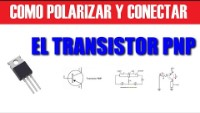 COMO POLARIZAR Y CONECTAR
EL TRANSISTOR PNP